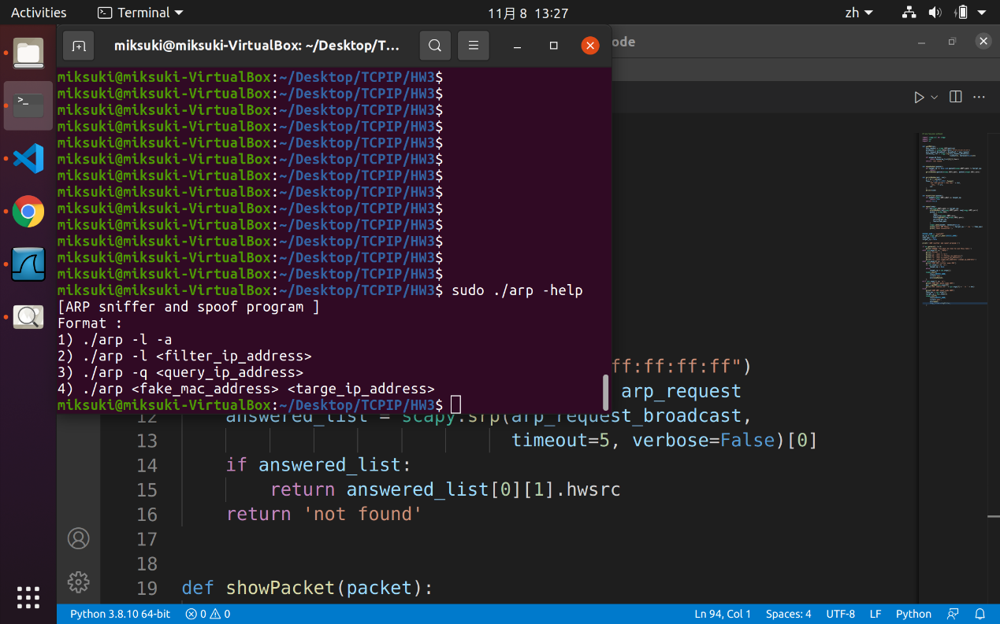 Activities
Terminal
11月 8 13:27
zh
miksuki@miksuki-VirtualBox: ~/Desktop/T...
ode
miksuki@miksuki-VirtualBox:~/Desktop/TCPIP/HW3$
miksuki@miksuki-VirtualBox:~/Desktop/TCPIP/HW3$
miksuki@miksuki-VirtualBox:~/Desktop/TCPIP/HW3$
miksuki@miksuki-VirtualBox:~/Desktop/TCPIP/HW3$
miksuki@miksuki-VirtualBox:~/Desktop/TCPIP/HW3$
miksuki@miksuki-VirtualBox:~/Desktop/TCPIP/HW3$
miksuki@miksuki-VirtualBox:~/Desktop/TCPIP/HW3$
miksuki@miksuki-VirtualBox:~/Desktop/TCPIP/HW3$
miksuki@miksuki-VirtualBox:~/Desktop/TCPIP/HW3$
miksuki@miksuki-VirtualBox:~/Desktop/TCPIP/HW3$
miksuki@miksuki-VirtualBox:~/Desktop/TCPIP/HW3$
miksuki@miksuki-VirtualBox:~/Desktop/TCPIP/HW3$
miksuki@miksuki-VirtualBox:~/Desktop/TCPIP/HW3$
miksuki@miksuki-VirtualBox:~/Desktop/TCPIP/HW3$ sudo ./arp -help
[ARP sniffer and spoof program ]
Format :
1) ./arp -l -a
2) ./arp -l <filter_ip_address>
3) ./arp -q <query_ip_address>
4) ./arp <fake_mac_address> <targe_ip_address>
miksuki@miksuki-VirtualBox:~/Desktop/TCPIP/HW3$
ff:ff:ff:ff")
arp_request
12 answered_list = scapy.srp(arp_request_broadcast,
13 timeout=5, verbose=False)[0]
14 if answered_list:
15 return answered_list[0][1].hwsrc
16 return 'not found'
17
18
19 def showPacket(packet):
Python 3.8.10 64-bit
0
0
Ln 94, Col 1
Spaces: 4
UTF-8
LF
Python